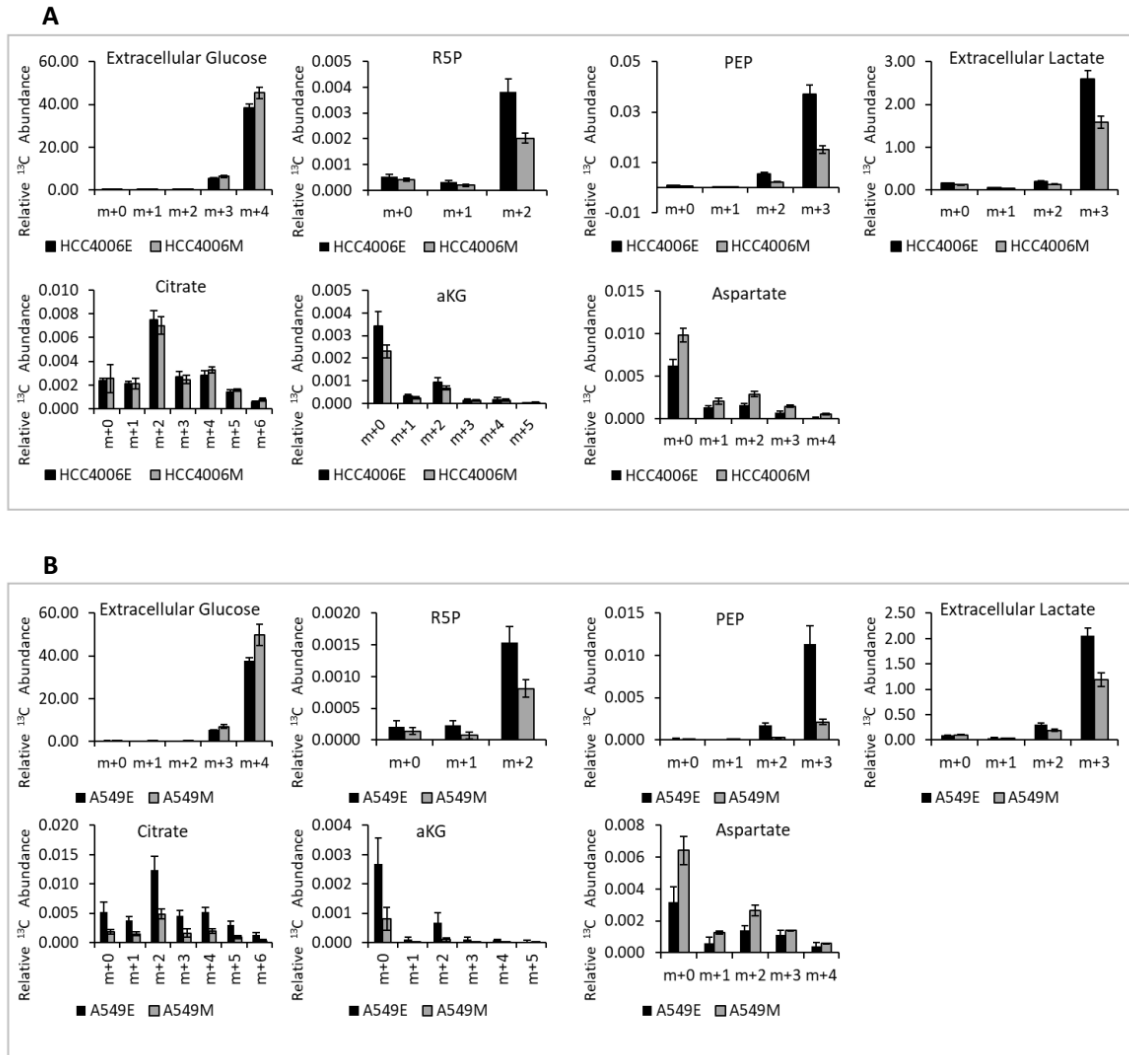 A
Extracellular Glucose
Relative ¹³C Abundance
60.00
40.00
20.00
0.00
m+0 m+1 m+2 m+3 m+4
HCC4006E HCC4006M
R5P
Relative ¹³C Abundance
0.005
0.004
0.003
0.002
0.001
0.000
m+0 m+1 m+2
HCC4006E HCC4006M
PEP
Relative ¹³C Abundance
0.05
0.03
0.01
-0.01
m+0 m+1 m+2 m+3
HCC4006E HCC4006M
Extracellular Lactate
Relative ¹³C Abundance
3.00
2.00
1.00
0.00
m+0 m+1 m+2 m+3
HCC4006E HCC4006M
Citrate
Relative ¹³C Abundance
0.010
0.008
0.006
0.004
0.002
0.000
m+0 m+1 m+2 m+3 m+4 m+5 m+6
HCC4006E HCC4006M
aKG
Relative ¹³C Abundance
0.005
0.004
0.003
0.002
0.001
0.000
m+0 m+1 m+2 m+3 m+4 m+5
HCC4006E HCC4006M
Aspartate
Relative ¹³C Abundance
0.015
0.010
0.005
0.000
m+0 m+1 m+2 m+3 m+4
HCC4006E HCC4006M
B
Extracellular Glucose
Relative ¹³C Abundance
60.00
40.00
20.00
0.00
m+0 m+1 m+2 m+3 m+4
A549E A549M
R5P
Relative ¹³C Abundance
0.0020
0.0015
0.0010
0.0005
0.0000
m+0 m+1 m+2
A549E A549M
PEP
Relative ¹³C Abundance
0.015
0.010
0.005
0.000
m+0 m+1 m+2 m+3
A549E A549M
Extracellular Lactate
Relative ¹³C Abundance
2.50
2.00
1.50
1.00
0.50
0.00
m+0 m+1 m+2 m+3
A549E A549M
Citrate
Relative ¹³C Abundance
0.020
0.015
0.010
0.005
0.000
m+0 m+1 m+2 m+3 m+4 m+5 m+6
A549E A549M
aKG
Relative ¹³C Abundance
0.004
0.003
0.002
0.001
0.000
m+0 m+1 m+2 m+3 m+4 m+5
A549E A549M
Aspartate
Relative ¹³C Abundance
0.008
0.006
0.004
0.002
0.000
m+0 m+1 m+2 m+3 m+4
A549E A549M